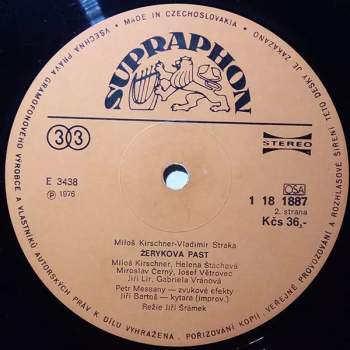 • MADE IN CZECHOSLOVAKIA • VŠECHNA PRÁVA GRAMOFONOVÉHO VÝROBCE A VLASTNÍKŮ AUTORSKÝCH PRÁV K DÍLU VYHRAŽENA. POŘIZOVÁNÍ KOPIÍ, VEŘEJNÉ PROVOZOVÁNÍ A ROZHLASOVÉ ŠÍŘENÍ TÉTO DESKY JE ZAKÁZÁNO
SUPRAPHON
33
STEREO
E 3438
Ⓟ 1976
OSA
1 18 1887
2. strana
Kčs 36,-
Miloš Kirschner-Vladimír Straka
ŽERYKOVA PAST
Miloš Kirschner, Helena Štáchová
Miroslav Černý, Josef Větrovec
Jiří Lír, Gabriela Vránová
Petr Messany — zvukové efekty
Jiří Bartoš — kytara (improv.)
Režie Jiří Šrámek